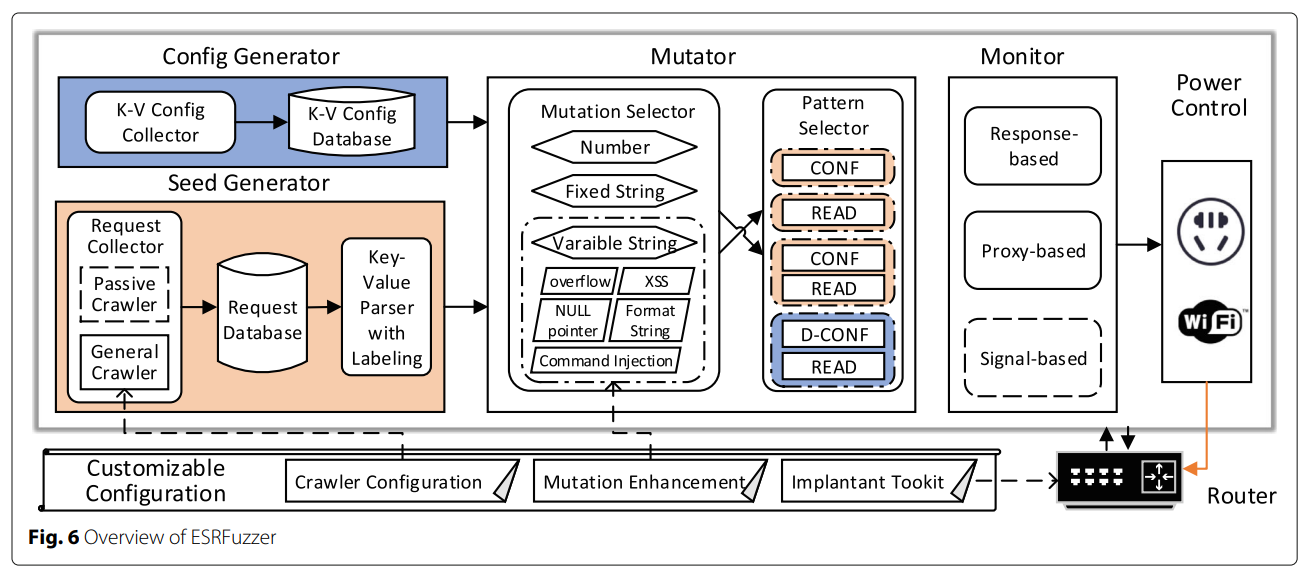 Config Generator
K-V Config
Collector
K-V Config
Database
Seed Generator
Request
Collector
Passive
Crawler
General
Crawler
Request
Database
Key-
Value
Parser
with
Labeling
Mutator
Mutation Selector
Number
Fixed String
Varaible String
overflow
XSS
NULL
pointer
Format
String
Command Injection
Pattern
Selector
CONF
READ
CONF
READ
D-CONF
READ
Monitor
Response-
based
Proxy-based
Signal-based
Power
Control
WiFi™
Customizable
Configuration
Crawler Configuration
Mutation Enhancement
Implantant Tookit
Router
Fig. 6 Overview of ESRFuzzer